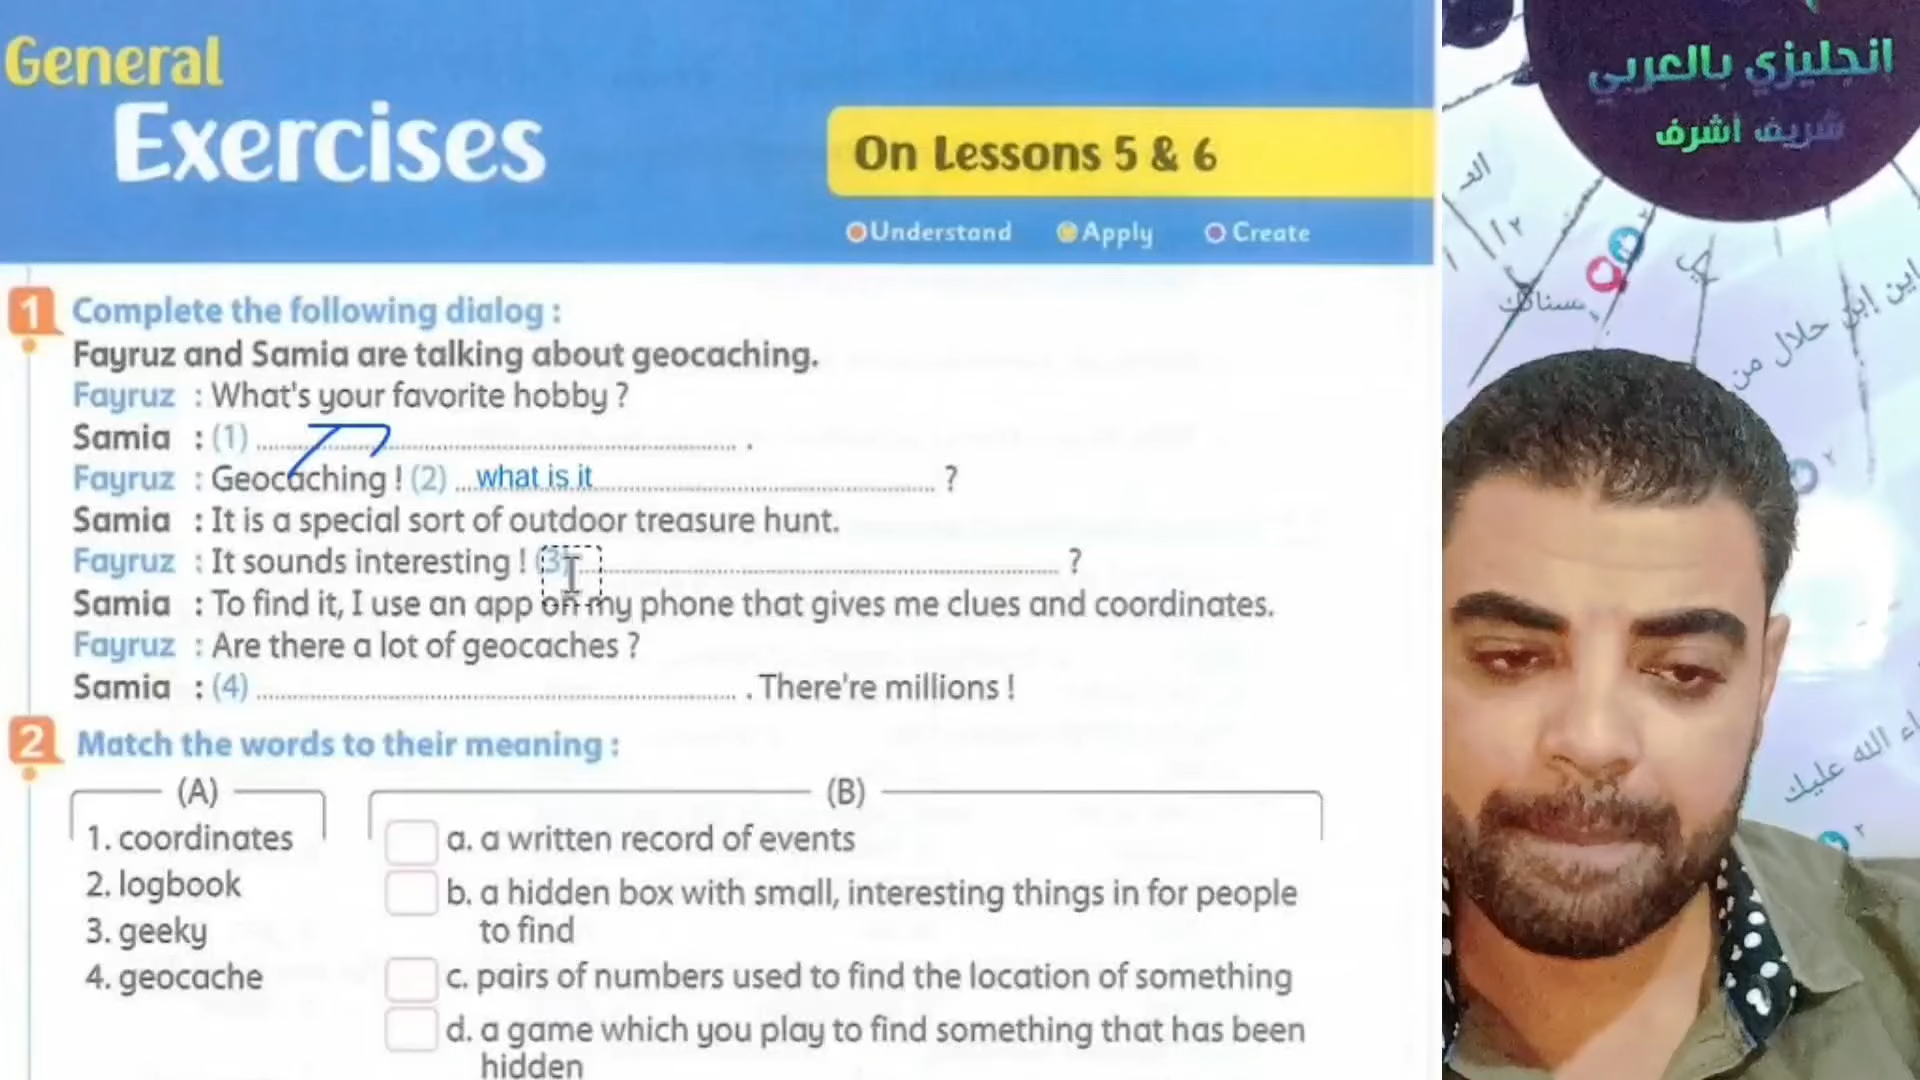 General
Exercises
On Lessons 5 & 6
Understand Apply Create
1 Complete the following dialog :
Fayruz and Samia are talking about geocaching.
Fayruz : What's your favorite hobby ?
Samia : (1) .
Fayruz : Geocaching ! (2) what is it ?
Samia : It is a special sort of outdoor treasure hunt.
Fayruz : It sounds interesting ! (3) ?
Samia : To find it, I use an app on my phone that gives me clues and coordinates.
Fayruz : Are there a lot of geocaches ?
Samia : (4) . There're millions !
2 Match the words to their meaning :
(A)
1. coordinates
2. logbook
3. geeky
4. geocache
(B)
a. a written record of events
b. a hidden box with small, interesting things in for people
to find
c. pairs of numbers used to find the location of something
d. a game which you play to find something that has been
hidden
انجليزي بالعربي
شريف اشرف
اين إبن حلال من
الله عليك